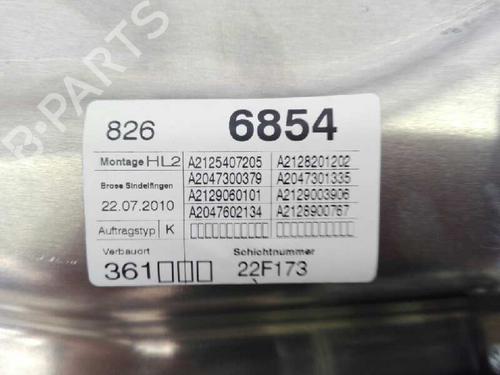 826 6854
Montage HL2 A2125407205 A2128201202
Brose Sindelfingen A2047300379 A2047301335
22.07.2010 A2129060101 A2129003906
A2047602134 A2128900767
Auftragstyp K
Verbauort Schichtnummer
361 22F173
B-PARTS